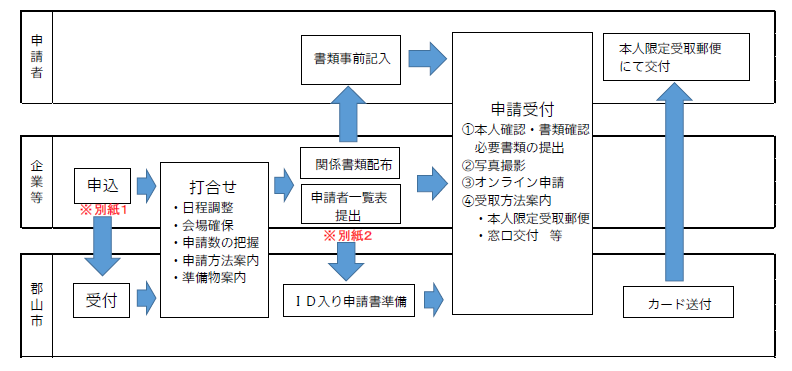 申請者
書類事前記入
本人限定受取郵便
にて交付
企業等
申込
※別紙1
打合せ
・日程調整
・会場確保
・申請数の把握
・申請方法案内
・準備物案内
関係書類配布
申請者一覧表
提出
※別紙2
申請受付
①本人確認・書類確認
必要書類の提出
②写真撮影
③オンライン申請
④受取方法案内
・本人限定受取郵便
・窓口交付 等
郡山市
受付
ID入り申請書準備
カード送付